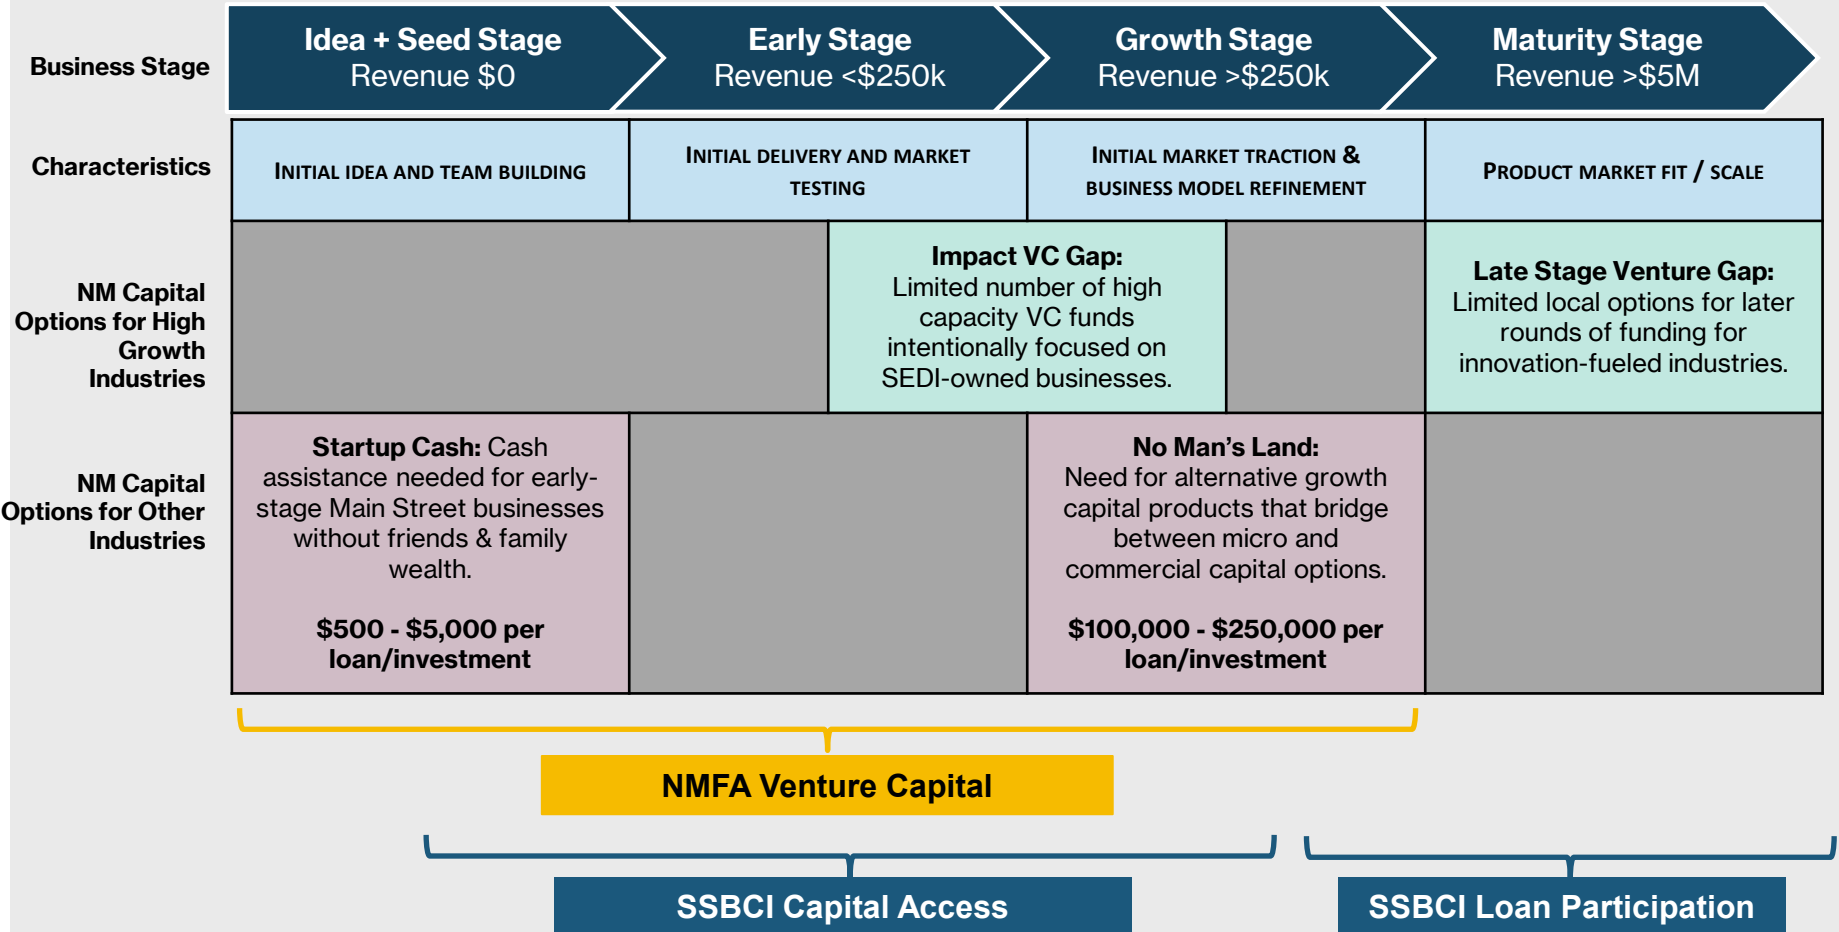 Business Stage
Idea + Seed Stage
Revenue $0
Early Stage
Revenue <$250k
Growth Stage
Revenue >$250k
Maturity Stage
Revenue >$5M
Characteristics
INITIAL IDEA AND TEAM BUILDING
INITIAL DELIVERY AND MARKET
TESTING
INITIAL MARKET TRACTION &
BUSINESS MODEL REFINEMENT
PRODUCT MARKET FIT / SCALE
NM Capital
Options for High
Growth
Industries
Impact VC Gap:
Limited number of high
capacity VC funds
intentionally focused on
SEDI-owned businesses.
Late Stage Venture Gap:
Limited local options for later
rounds of funding for
innovation-fueled industries.
NM Capital
Options for Other
Industries
Startup Cash: Cash
assistance needed for early-
stage Main Street businesses
without friends & family
wealth.
$500 - $5,000 per
loan/investment
No Man's Land:
Need for alternative growth
capital products that bridge
between micro and
commercial capital options.
$100,000 - $250,000 per
loan/investment
NMFA Venture Capital
SSBCI Capital Access
SSBCI Loan Participation